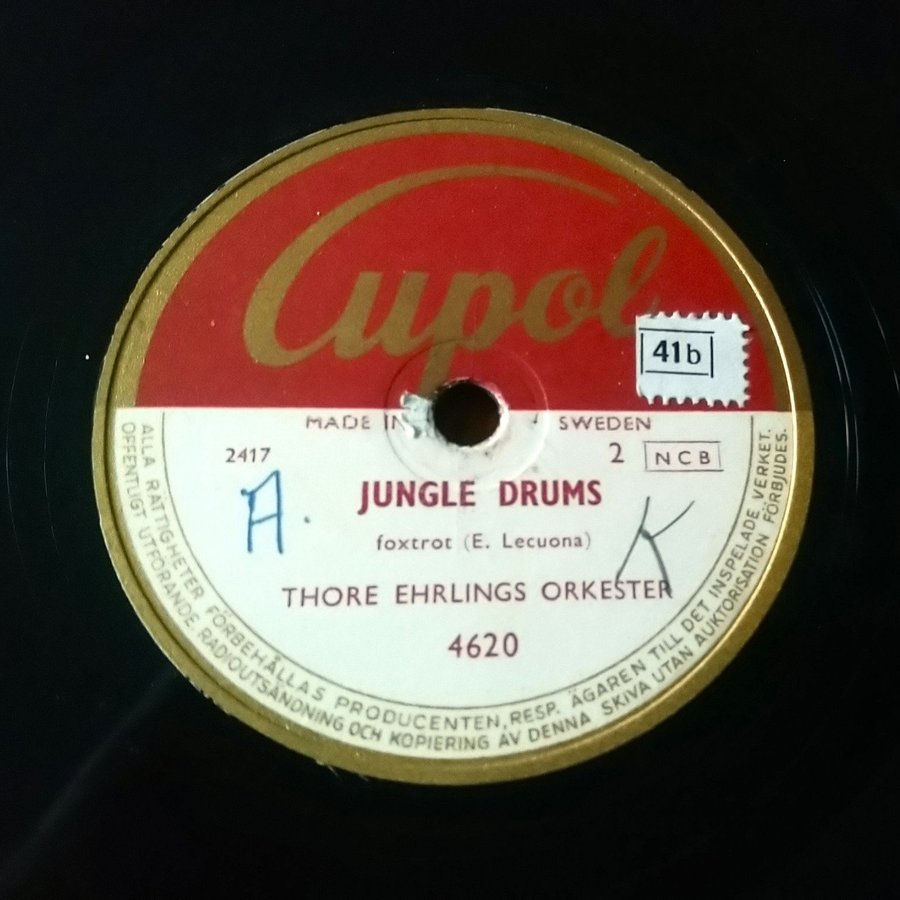 Cupol
41b
MADE IN SWEDEN
2417
2 NCB
A.
JUNGLE DRUMS
K
foxtrot (E. Lecuona)
THORE EHRLINGS ORKESTER
4620
ALLA RÄTTIGHETER FÖRBEHÅLLAS PRODUCENTEN, RESP. ÄGAREN TILL DET INSPELADE VERKET.
OFFENTLIGT UTFÖRANDE, RADIOUTSÄNDNING OCH KOPIERING AV DENNA SKIVA UTAN AUKTORISATION FÖRBJUDES.